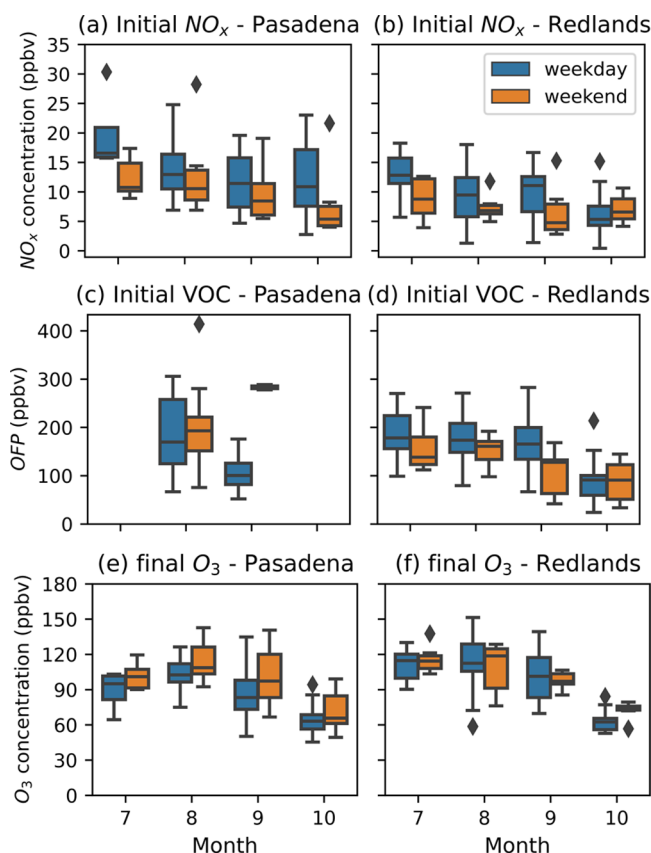 (a) Initial NOx - Pasadena
(b) Initial NOx - Redlands
NOx concentration (ppbv)
35
30
25
20
15
10
5
0
weekday
weekend
(c) Initial VOC - Pasadena
(d) Initial VOC - Redlands
OFP (ppbv)
400
300
200
100
0
(e) final O3 - Pasadena
(f) final O3 - Redlands
O3 concentration (ppbv)
180
150
120
90
60
30
0
7 8 9 10
7 8 9 10
Month
Month